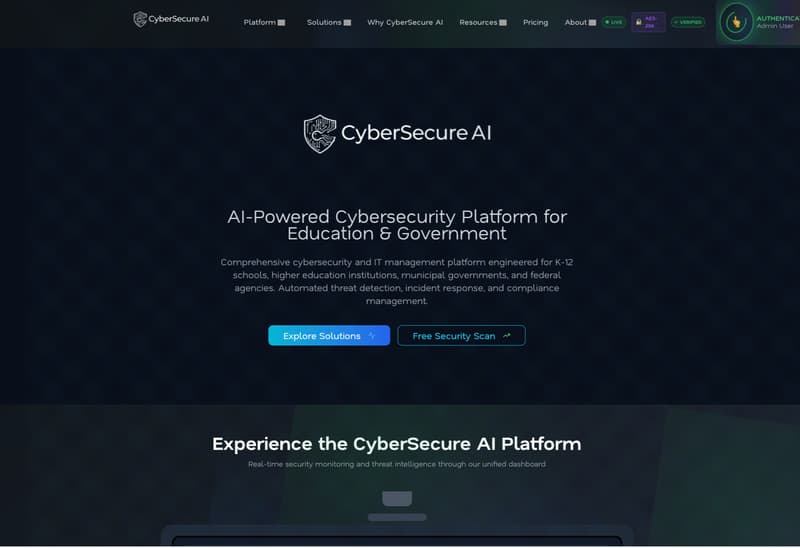 CyberSecure AI
Platform
Solutions
Why CyberSecure AI
Resources
Pricing
About
LIVE
AES-
✓ VERIFIED
AUTHENTICA
Admin User
CyberSecure AI
AI-Powered Cybersecurity Platform for
Education & Government
Comprehensive cybersecurity and IT management platform engineered for K-12
schools, higher education institutions, municipal governments, and federal
agencies. Automated threat detection, incident response, and compliance
management.
Explore Solutions
Free Security Scan
Experience the CyberSecure AI Platform
Real-time security monitoring and threat intelligence through our unified dashboard